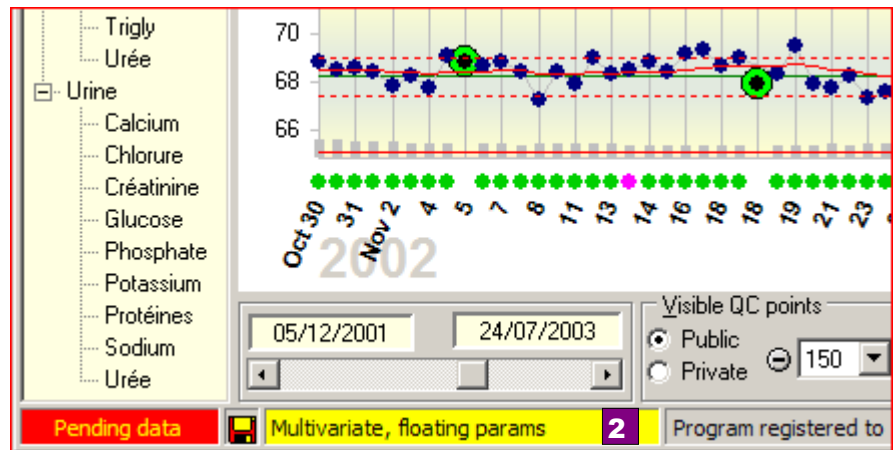 Trigly
Urée
Urine
Calcium
Chlorure
Créatinine
Glucose
Phosphate
Potassium
Protéines
Sodium
Urée
70
68
66
Oct 30 31 Nov 2 4 5 7 8 11 13 14 16 18 18 19 21 23
2002
05/12/2001 24/07/2003
Visible QC points
Public
Private
150
Pending data Multivariate, floating params 2 Program registered to